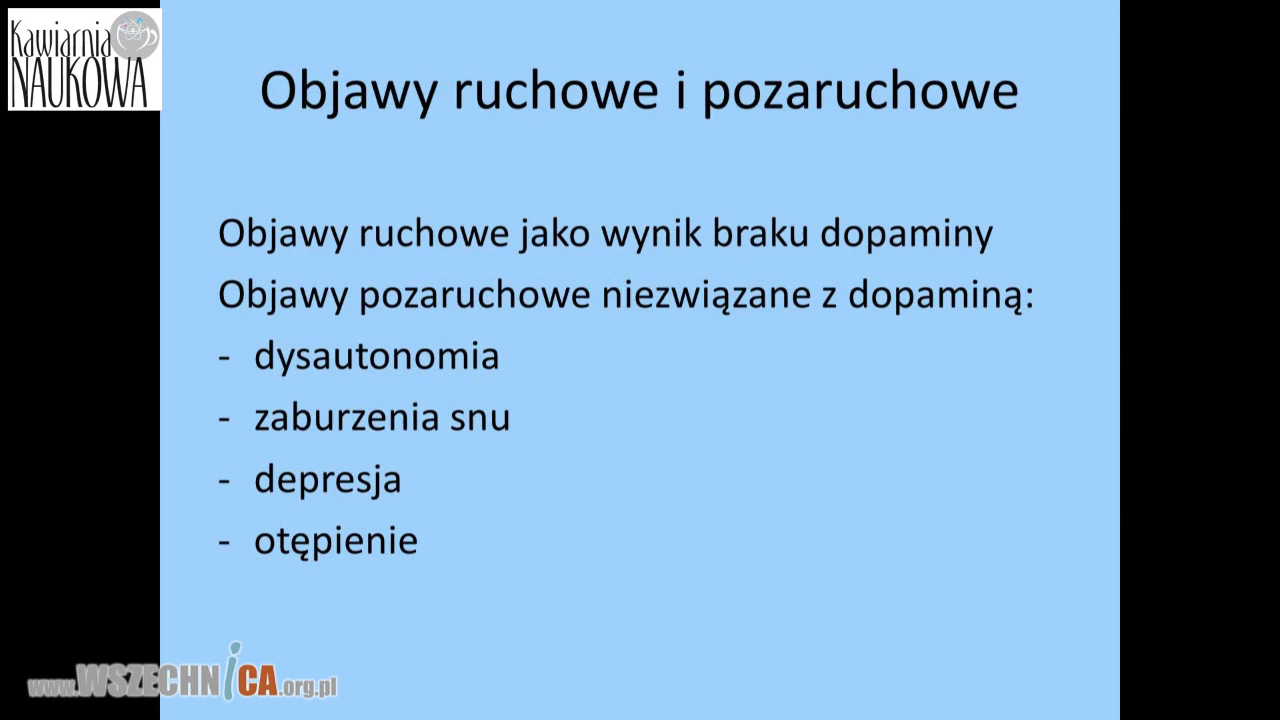 Kawiarnia
NAUKOWA
Objawy ruchowe i pozaruchowe
Objawy ruchowe jako wynik braku dopaminy
Objawy pozaruchowe niezwiązane z dopaminą:
- dysautonomia
- zaburzenia snu
- depresja
- otępienie
www.WSZECHNiCA.org.pl